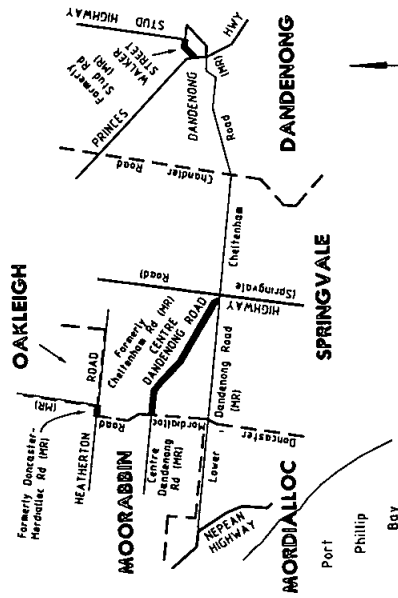 OAKLEIGH
Formerly Doncaster-
Mordialloc Rd (MR)
(MR)
HEATHERTON
ROAD
Road
MOORABBIN
Centre
Dandenong
Rd (MR)
Mordialloc
Formerly
Cheltenham Rd (MR)
CENTRE
DANDENONG ROAD
Lower
Dandenong Road
(MR)
Doncaster
NEPEAN
HIGHWAY
MORDIALLOC
Port
Phillip
Bay
Road)
(Springvale
HIGHWAY
SPRINGVALE
Cheltenham
Road
(MR)
Chandler
Road
PRINCES
HWY
Formerly
Stud Rd
(MR)
WALKER
STREET
STUD
HIGHWAY
DANDENONG
DANDENONG